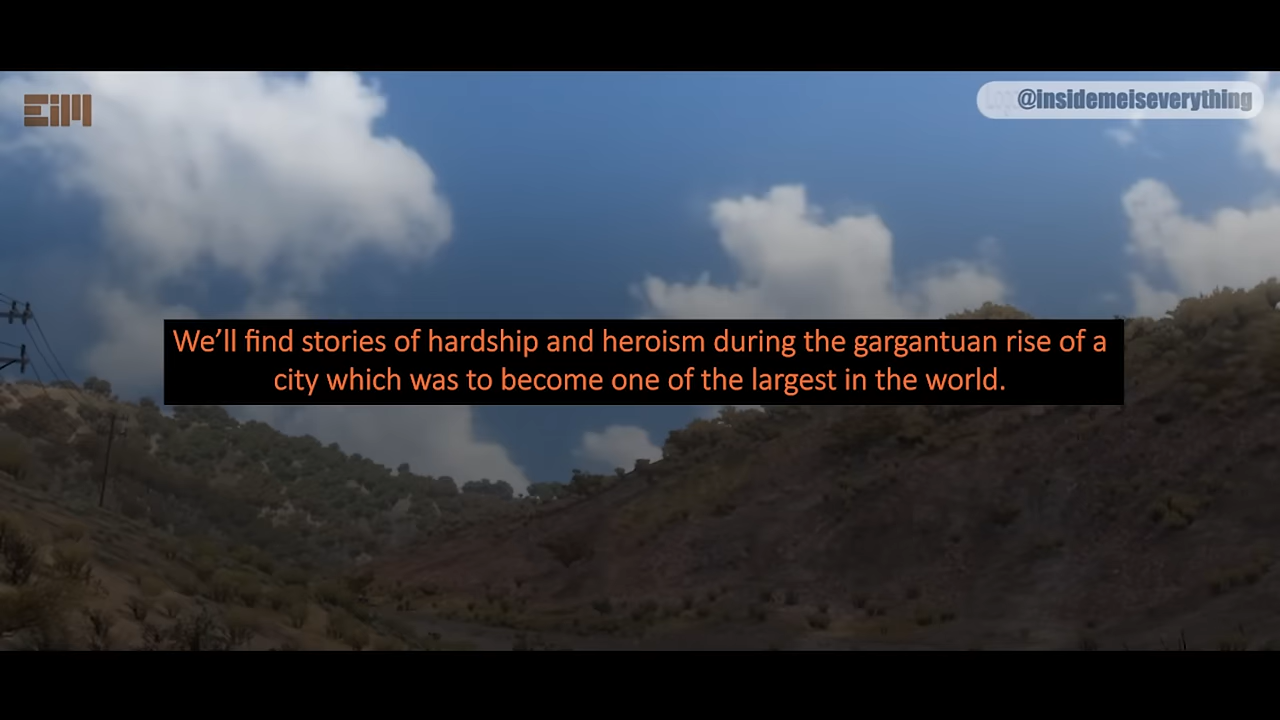 EiM
@insidemeiseverything
We’ll find stories of hardship and heroism during the gargantuan rise of a
city which was to become one of the largest in the world.